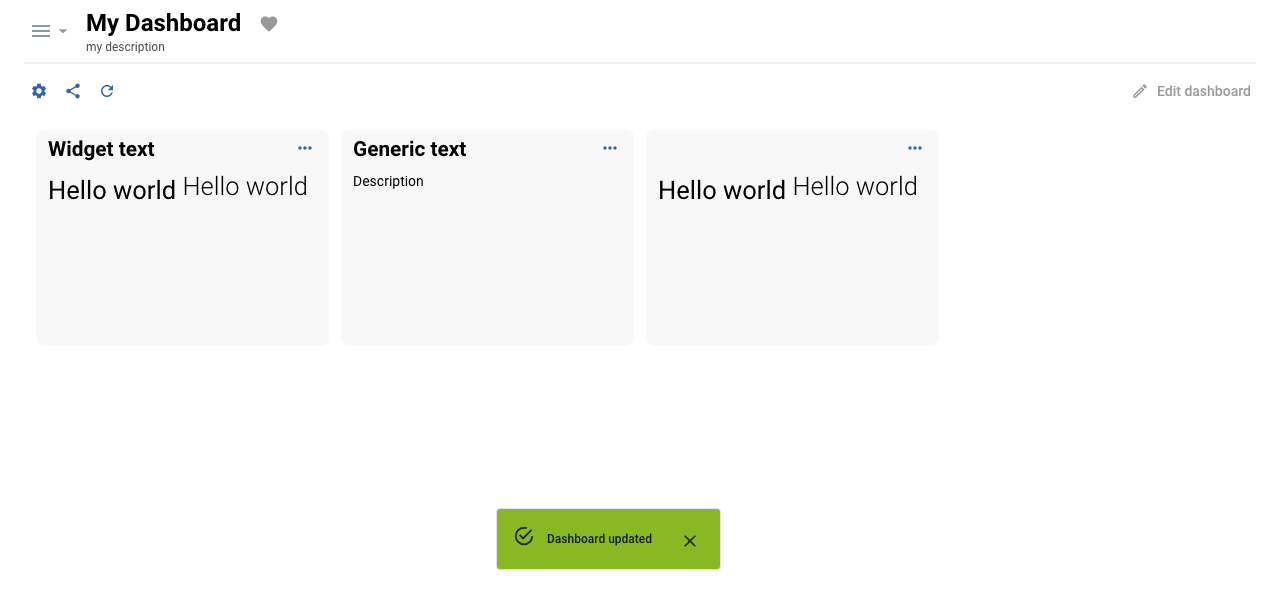 My Dashboard
my description
Edit dashboard
Widget text
Hello world Hello world
Generic text
Description
Hello world Hello world
Dashboard updated